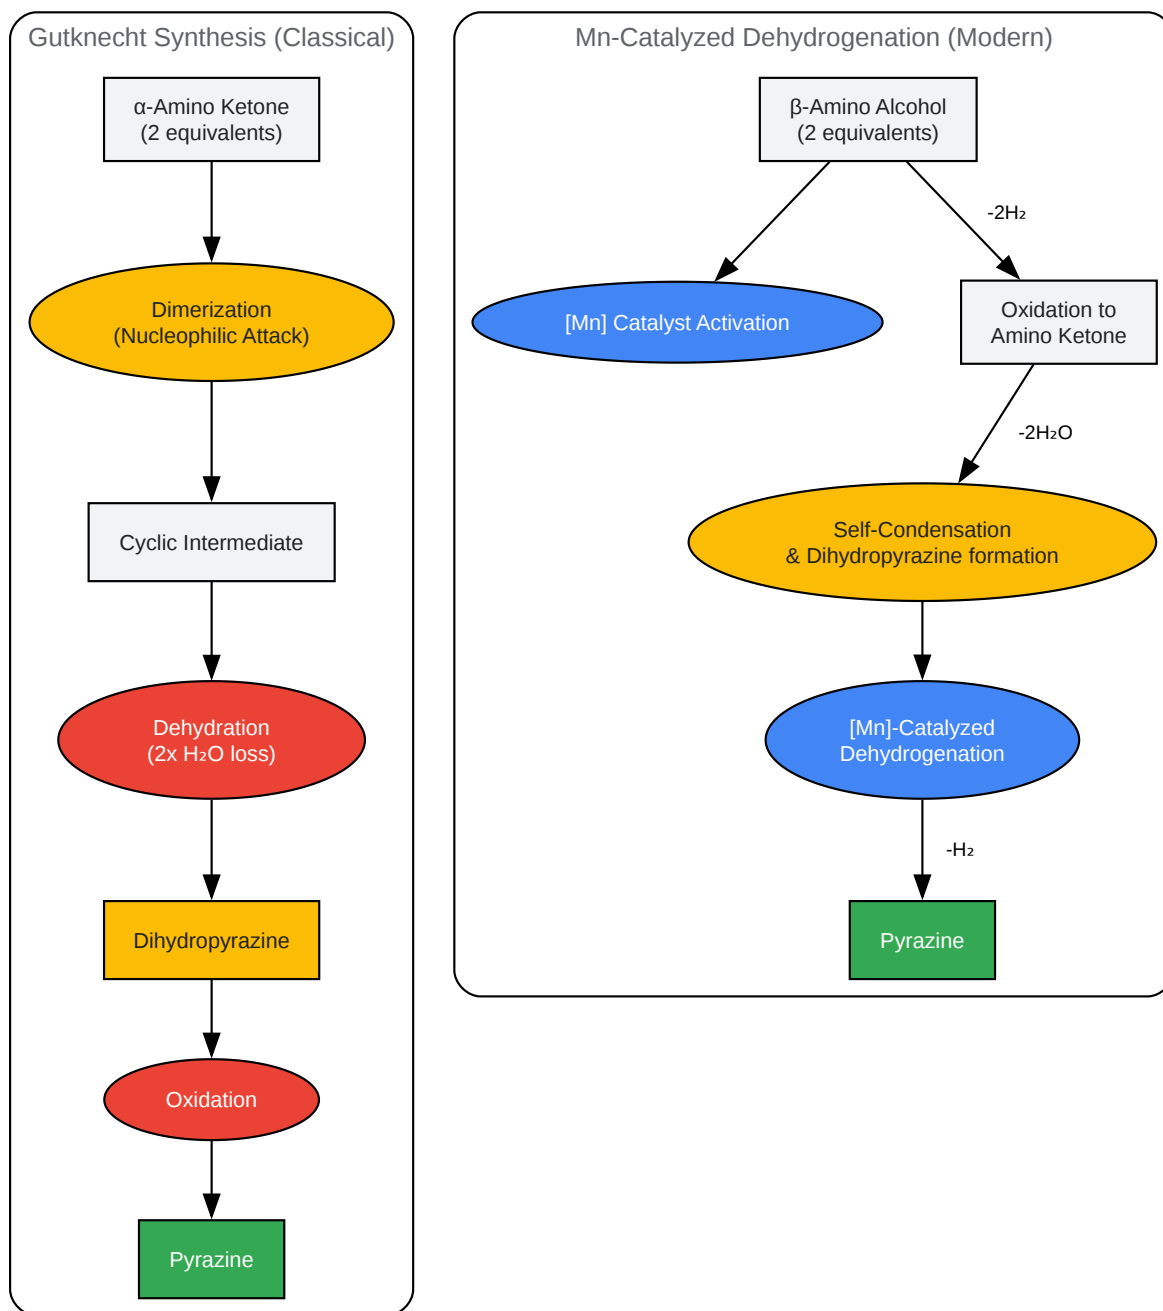 Gutknecht Synthesis (Classical)
α-Amino Ketone
(2 equivalents)
Dimerization
(Nucleophilic Attack)
Cyclic Intermediate
Dehydration
(2x H₂O loss)
Dihydropyrazine
Oxidation
Pyrazine
Mn-Catalyzed Dehydrogenation (Modern)
β-Amino Alcohol
(2 equivalents)
-2H₂
[Mn] Catalyst Activation
Oxidation to
Amino Ketone
-2H₂O
Self-Condensation
& Dihydropyrazine formation
[Mn]-Catalyzed
Dehydrogenation
-H₂
Pyrazine